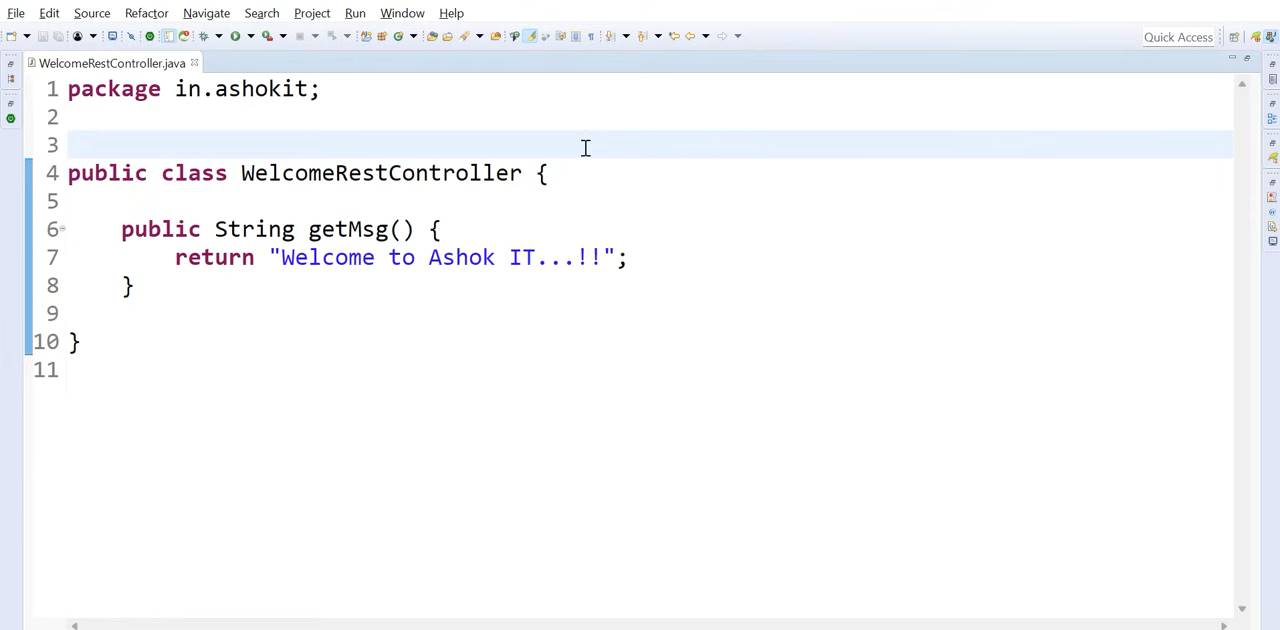 File Edit Source Refactor Navigate Search Project Run Window Help
Quick Access
WelcomeRestController.java
1 package in.ashokit;
2
3
4 public class WelcomeRestController {
5
6 public String getMsg() {
7 return "Welcome to Ashok IT...!!";
8 }
9
10 }
11